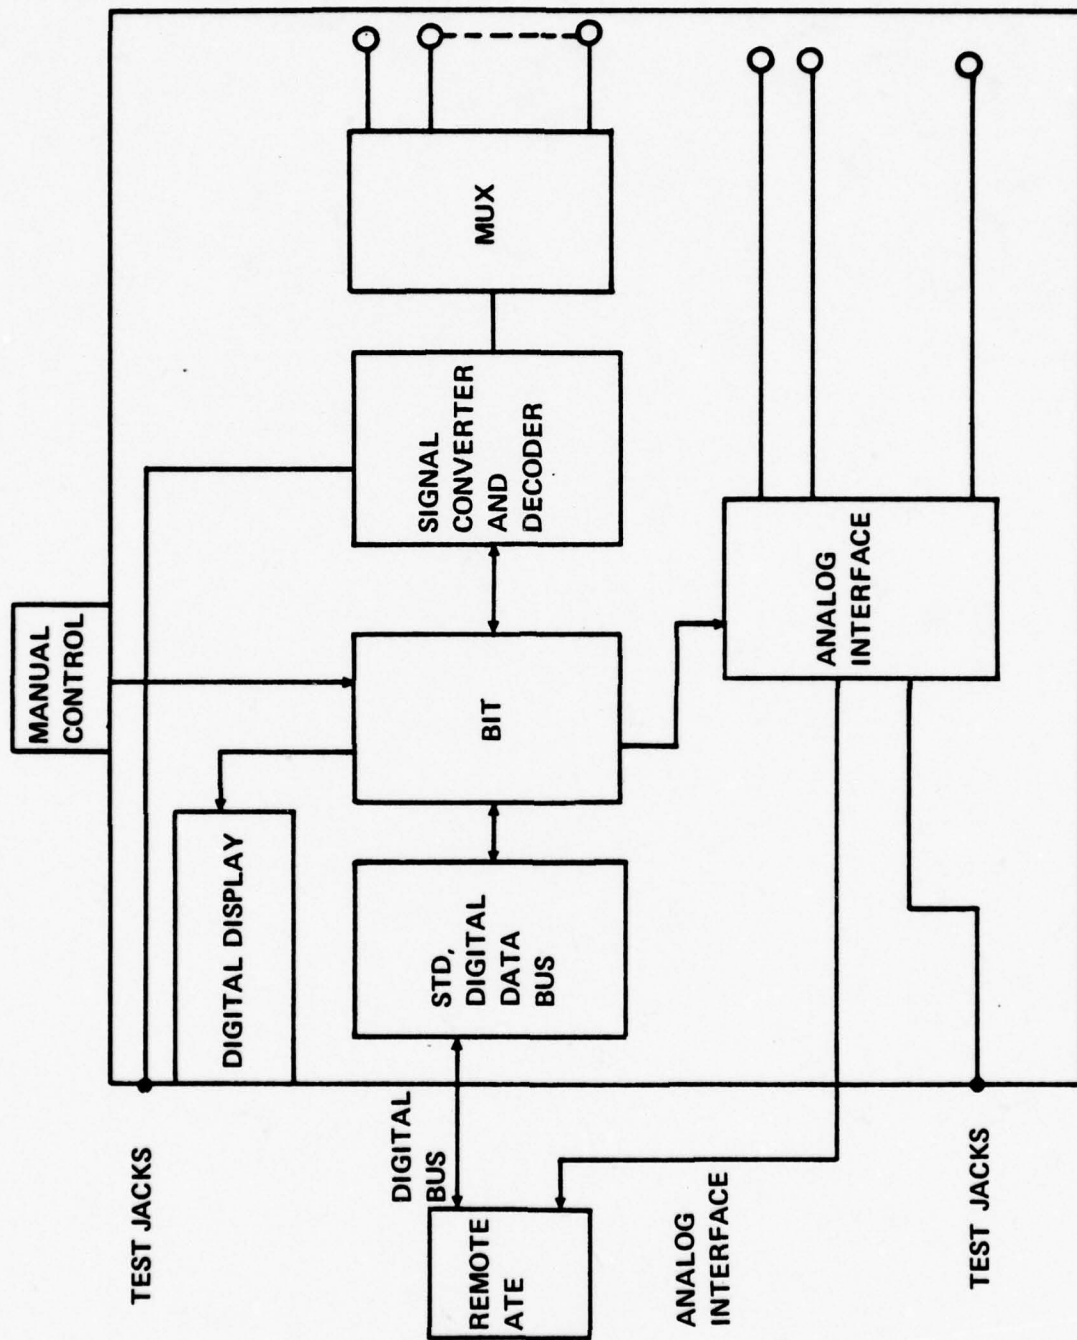 TEST JACKS
DIGITAL DISPLAY
MANUAL
CONTROL
DIGITAL
BUS
REMOTE
ATE
STD,
DIGITAL
DATA
BUS
BIT
SIGNAL
CONVERTER
AND
DECODER
MUX
ANALOG
INTERFACE
ANALOG
INTERFACE
TEST JACKS